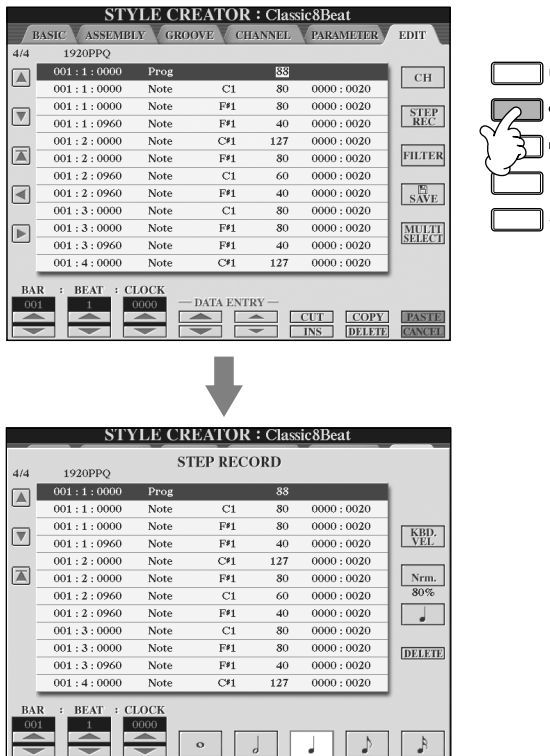 STYLE CREATOR : Classic8Beat
BASIC ASSEMBLY GROOVE CHANNEL PARAMETER EDIT
4/4 1920PPQ
001 : 1 : 0000 Prog 88
001 : 1 : 0000 Note C1 80 0000 : 0020
001 : 1 : 0000 Note F#1 80 0000 : 0020
001 : 1 : 0960 Note F#1 40 0000 : 0020
001 : 2 : 0000 Note C#1 127 0000 : 0020
001 : 2 : 0000 Note F#1 80 0000 : 0020
001 : 2 : 0960 Note C1 60 0000 : 0020
001 : 2 : 0960 Note F#1 40 0000 : 0020
001 : 3 : 0000 Note C1 80 0000 : 0020
001 : 3 : 0000 Note F#1 80 0000 : 0020
001 : 3 : 0960 Note F#1 40 0000 : 0020
001 : 4 : 0000 Note C#1 127 0000 : 0020
CH
STEP
REC
FILTER
SAVE
MULTI
SELECT
BAR : BEAT : CLOCK
001 1 0000
DATA ENTRY
CUT COPY PASTE
INS DELETE CANCEL
STYLE CREATOR : Classic8Beat
STEP RECORD
4/4 1920PPQ
001 : 1 : 0000 Prog 88
001 : 1 : 0000 Note C1 80 0000 : 0020
001 : 1 : 0000 Note F#1 80 0000 : 0020
001 : 1 : 0960 Note F#1 40 0000 : 0020
001 : 2 : 0000 Note C#1 127 0000 : 0020
001 : 2 : 0000 Note F#1 80 0000 : 0020
001 : 2 : 0960 Note C1 60 0000 : 0020
001 : 2 : 0960 Note F#1 40 0000 : 0020
001 : 3 : 0000 Note C1 80 0000 : 0020
001 : 3 : 0000 Note F#1 80 0000 : 0020
001 : 3 : 0960 Note F#1 40 0000 : 0020
001 : 4 : 0000 Note C#1 127 0000 : 0020
KBD.
VEL
Nrm.
80%
DELETE
BAR : BEAT : CLOCK
001 1 0000